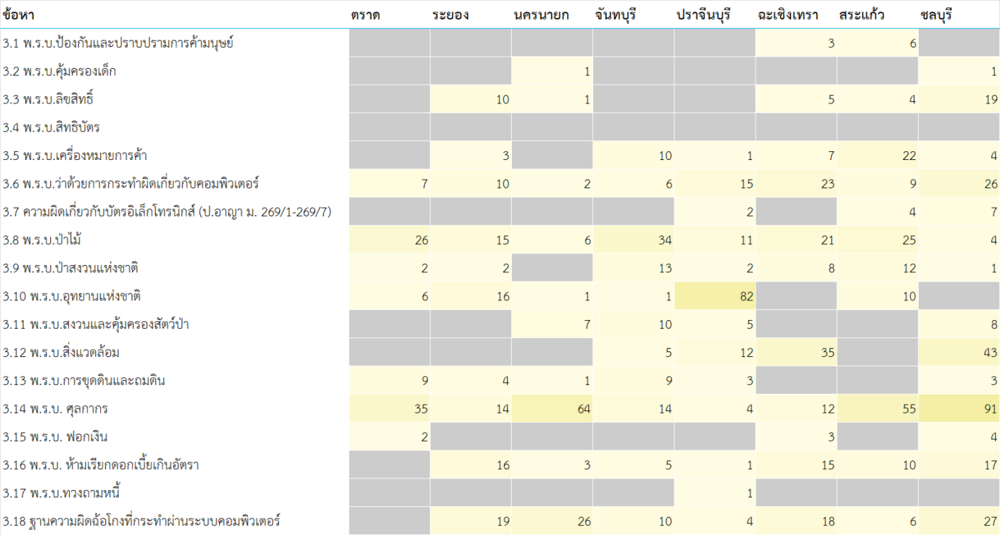 ข้อหา ตราด ระยอง นครนายก จันทบุรี ปราจีนบุรี ฉะเชิงเทรา สระแก้ว ชลบุรี
3.1 พ.ร.บ.ป้องกันและปราบปรามการค้ามนุษย์ 3 6
3.2 พ.ร.บ.คุ้มครองเด็ก 1 1
3.3 พ.ร.บ.ลิขสิทธิ์ 10 1 5 4 19
3.4 พ.ร.บ.สิทธิบัตร
3.5 พ.ร.บ.เครื่องหมายการค้า 3 10 1 7 22 4
3.6 พ.ร.บ.ว่าด้วยการกระทำผิดเกี่ยวกับคอมพิวเตอร์ 7 10 2 6 15 23 9 26
3.7 ความผิดเกี่ยวกับบัตรอิเล็กโทรนิกส์ (ป.อาญา ม. 269/1-269/7) 2 4 7
3.8 พ.ร.บ.ป่าไม้ 26 15 6 34 11 21 25 4
3.9 พ.ร.บ.ป่าสงวนแห่งชาติ 2 2 13 2 8 12 1
3.10 พ.ร.บ.อุทยานแห่งชาติ 6 16 1 1 82 10
3.11 พ.ร.บ.สงวนและคุ้มครองสัตว์ป่า 7 10 5 8
3.12 พ.ร.บ.สิ่งแวดล้อม 5 12 35 43
3.13 พ.ร.บ.การขุดดินและถมดิน 9 4 1 9 3 3
3.14 พ.ร.บ. ศุลกากร 35 14 64 14 4 12 55 91
3.15 พ.ร.บ. ฟอกเงิน 2 3 4
3.16 พ.ร.บ. ห้ามเรียกดอกเบี้ยเกินอัตรา 16 3 5 1 15 10 17
3.17 พ.ร.บ.ทวงถามหนี้ 1
3.18 ฐานความผิดฉ้อโกงที่กระทำผ่านระบบคอมพิวเตอร์ 19 26 10 4 18 6 27